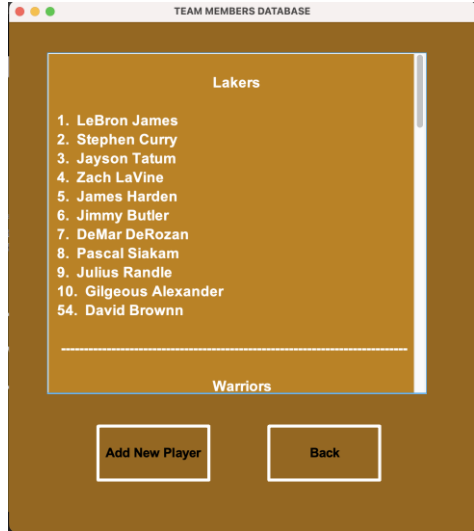 TEAM MEMBERS DATABASE
Lakers
1. LeBron James
2. Stephen Curry
3. Jayson Tatum
4. Zach LaVine
5. James Harden
6. Jimmy Butler
7. DeMar DeRozan
8. Pascal Siakam
9. Julius Randle
10. Gilgeous Alexander
54. David Brownn
--------------------------------------------------------------------------
Warriors
Add New Player
Back